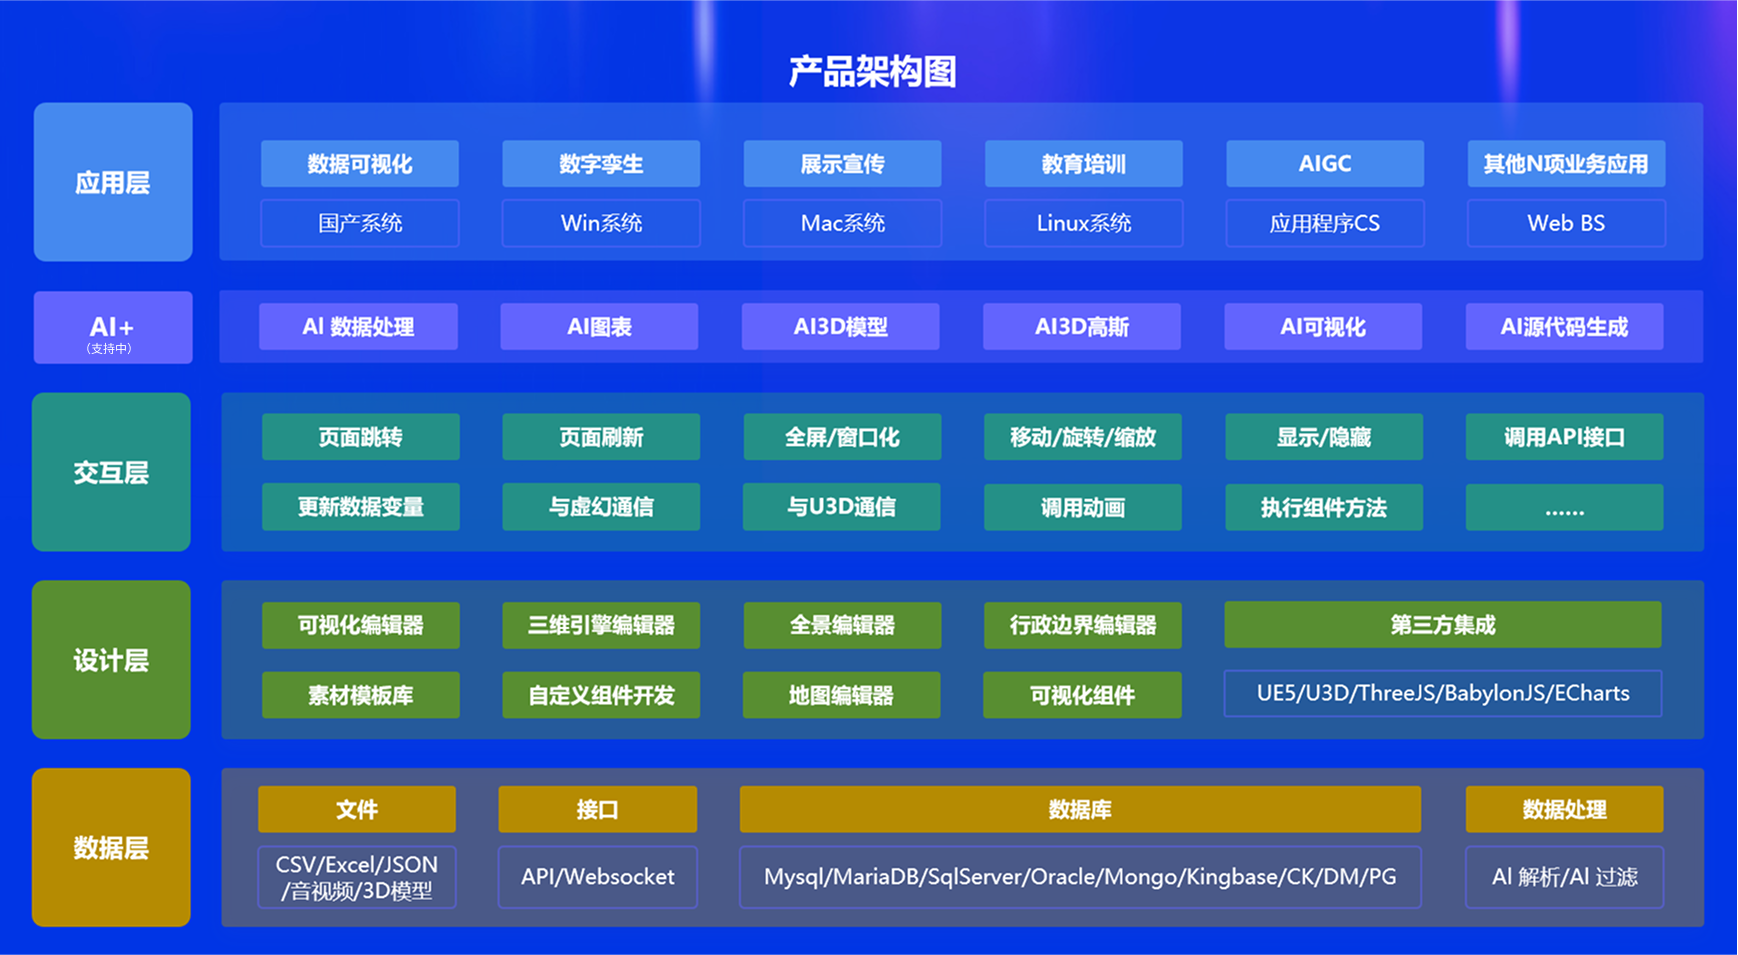 产品架构图
应用层
数据可视化
数字孪生
展示宣传
教育培训
AIGC
其他N项业务应用
国产系统
Win系统
Mac系统
Linux系统
应用程序CS
Web BS
AI+
(支持中)
AI 数据处理
AI图表
AI3D模型
AI3D高斯
AI可视化
AI源代码生成
交互层
页面跳转
页面刷新
全屏/窗口化
移动/旋转/缩放
显示/隐藏
调用API接口
更新数据变量
与虚幻通信
与U3D通信
调用动画
执行组件方法
......
设计层
可视化编辑器
三维引擎编辑器
全景编辑器
行政边界编辑器
第三方集成
素材模板库
自定义组件开发
地图编辑器
可视化组件
UE5/U3D/ThreeJS/BabylonJS/ECharts
数据层
文件
接口
数据库
数据处理
CSV/Excel/JSON
/音视频/3D模型
API/Websocket
Mysql/MariaDB/SqlServer/Oracle/Mongo/Kingbase/CK/DM/PG
AI 解析/AI 过滤